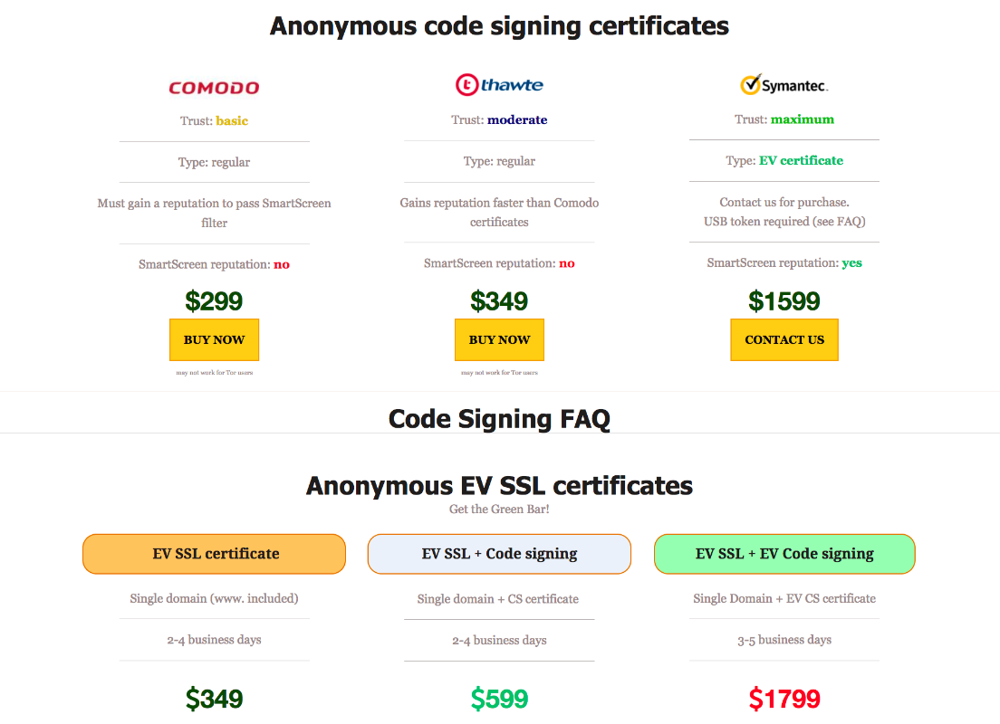 Anonymous code signing certificates
COMODO
Trust: basic
Type: regular
Must gain a reputation to pass SmartScreen
filter
SmartScreen reputation: no
$299
BUY NOW
may not work for Tor users
thawte
Trust: moderate
Type: regular
Gains reputation faster than Comodo
certificates
SmartScreen reputation: no
$349
BUY NOW
may not work for Tor users
Symantec.
Trust: maximum
Type: EV certificate
Contact us for purchase.
USB token required (see FAQ)
SmartScreen reputation: yes
$1599
CONTACT US
Code Signing FAQ
Anonymous EV SSL certificates
Get the Green Bar!
EV SSL certificate
Single domain (www. included)
2-4 business days
$349
EV SSL + Code signing
Single domain + CS certificate
2-4 business days
$599
EV SSL + EV Code signing
Single Domain + EV CS certificate
3-5 business days
$1799